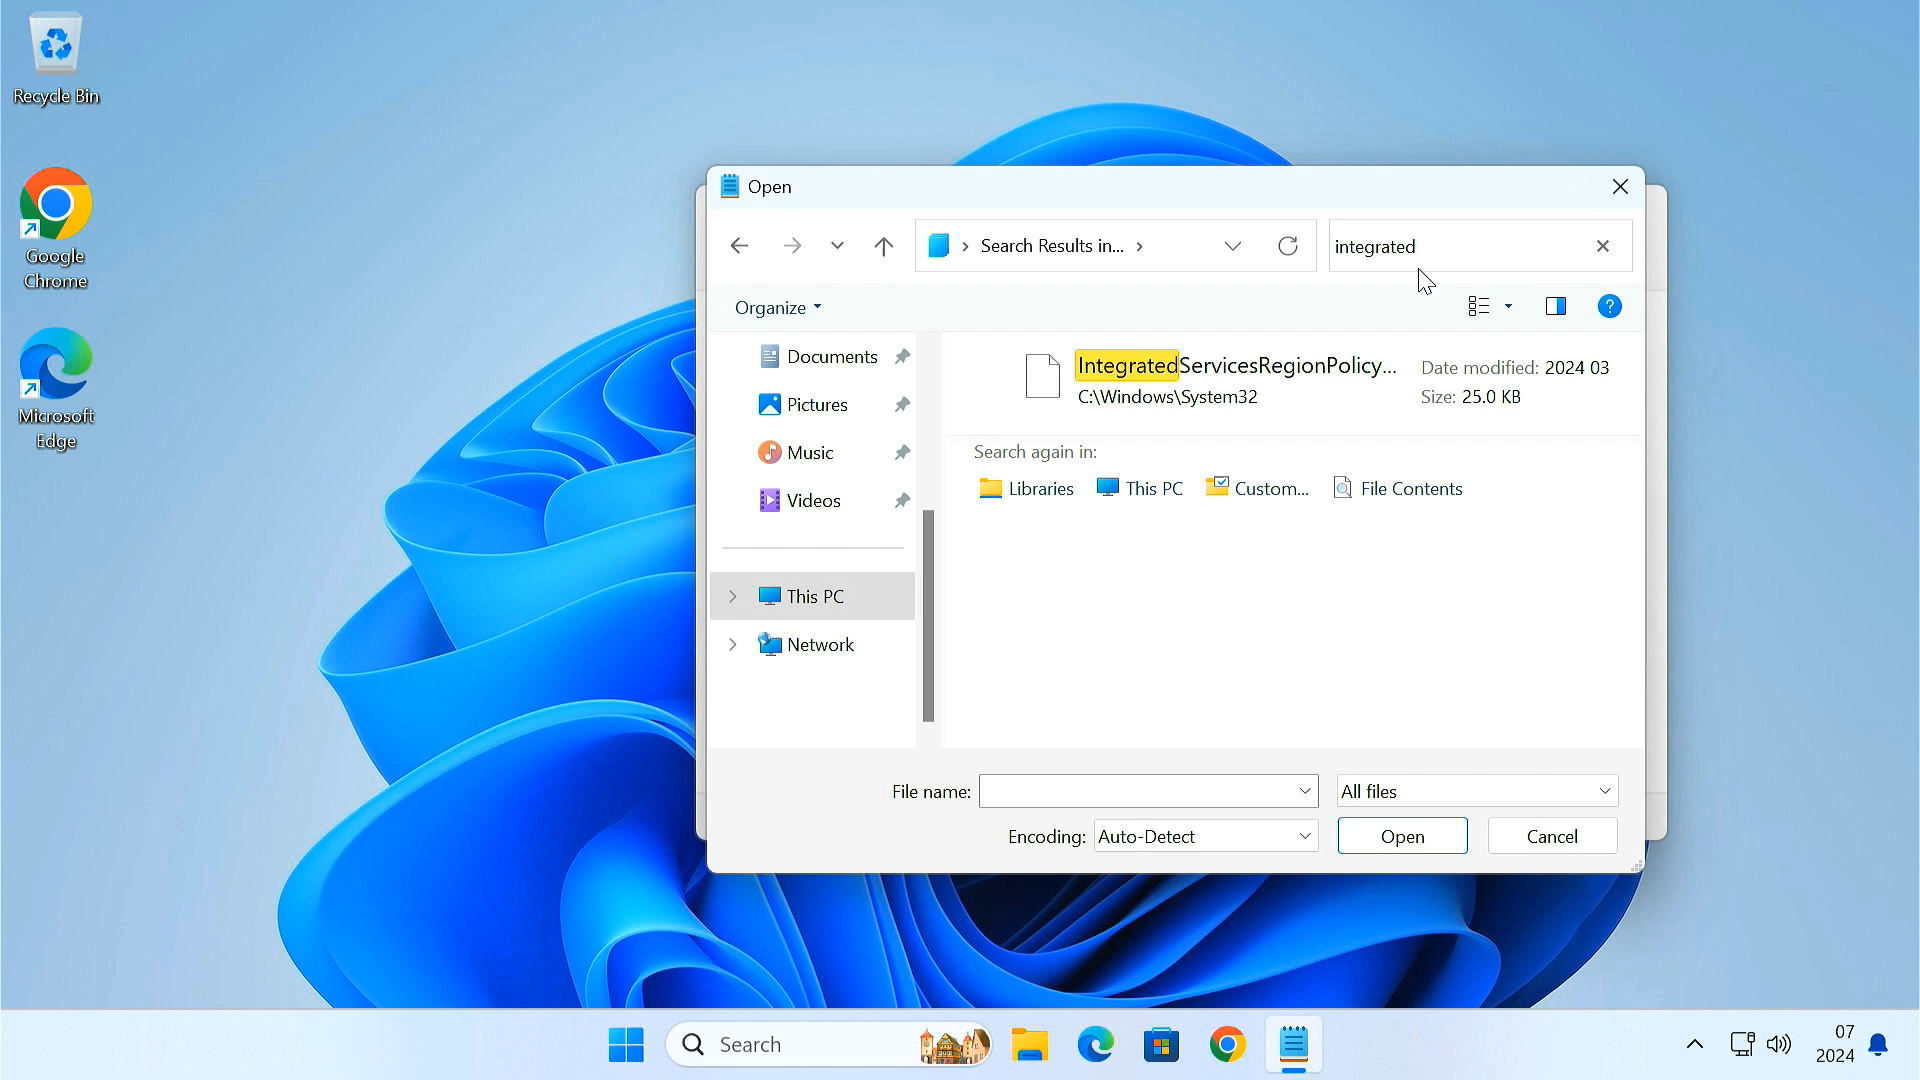 Recycle Bin
Google
Chrome
Microsoft
Edge
Open
Search Results in...
integrated
Organize
Documents
Pictures
Music
Videos
This PC
Network
IntegratedServicesRegionPolicy...
C:\Windows\System32
Date modified: 2024 03
Size: 25.0 KB
Search again in:
Libraries This PC Custom... File Contents
File name:
All files
Encoding: Auto-Detect
Open Cancel
Search
07
2024